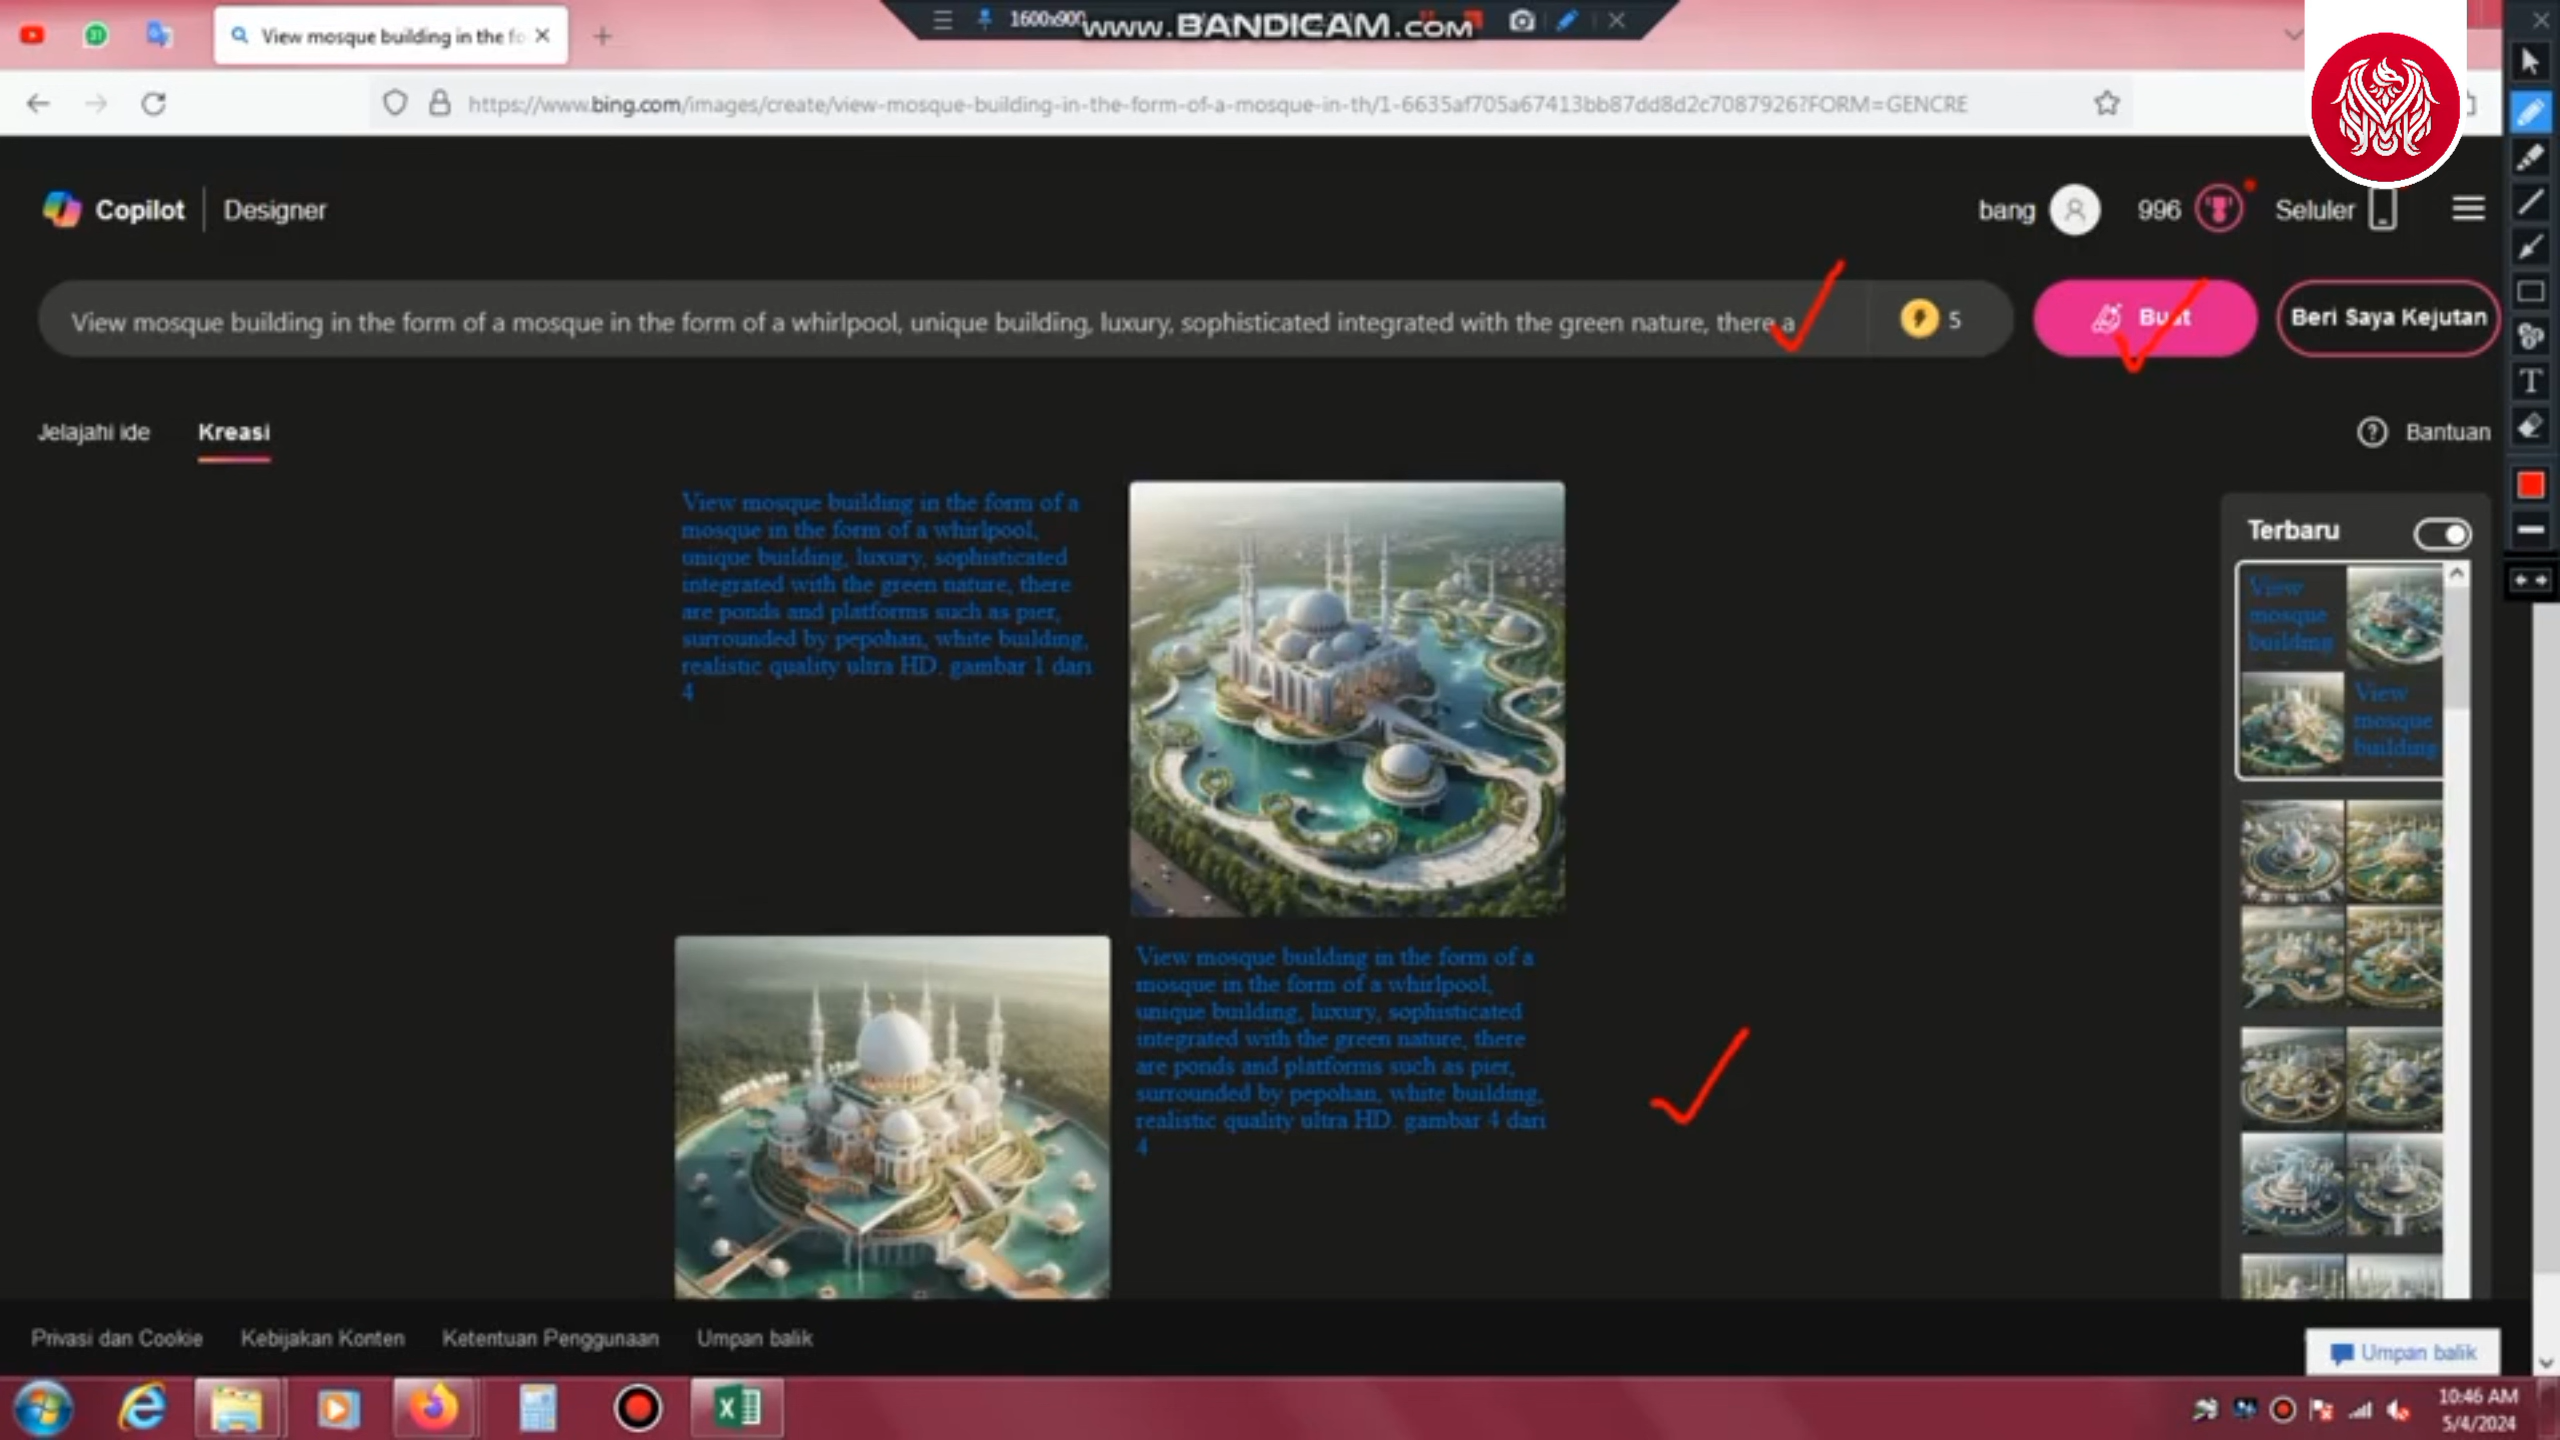 1600x900
www.BANDICAM.com
View mosque building in the fo
https://www.bing.com/images/create/view-mosque-building-in-the-form-of-a-mosque-in-th/1-6635af705a67413bb87dd8d2c7087926?FORM=GENCRE
Copilot | Designer
bang 996 Seluler
View mosque building in the form of a mosque in the form of a whirlpool, unique building, luxury, sophisticated integrated with the green nature, there a
5
Buat
Beri Saya Kejutan
Jelajahi ide Kreasi
Bantuan
View mosque building in the form of a
mosque in the form of a whirlpool,
unique building, luxury, sophisticated
integrated with the green nature, there
are ponds and platforms such as pier,
surrounded by pepohan, white building,
realistic quality ultra HD. gambar 1 dari
4
View mosque building in the form of a
mosque in the form of a whirlpool,
unique building, luxury, sophisticated
integrated with the green nature, there
are ponds and platforms such as pier,
surrounded by pepohan, white building,
realistic quality ultra HD. gambar 4 dari
4
Terbaru
View
mosque
building
View
mosque
building
Privasi dan Cookie Kebijakan Konten Ketentuan Penggunaan Umpan balik
Umpan balik
10:46 AM
5/4/2024